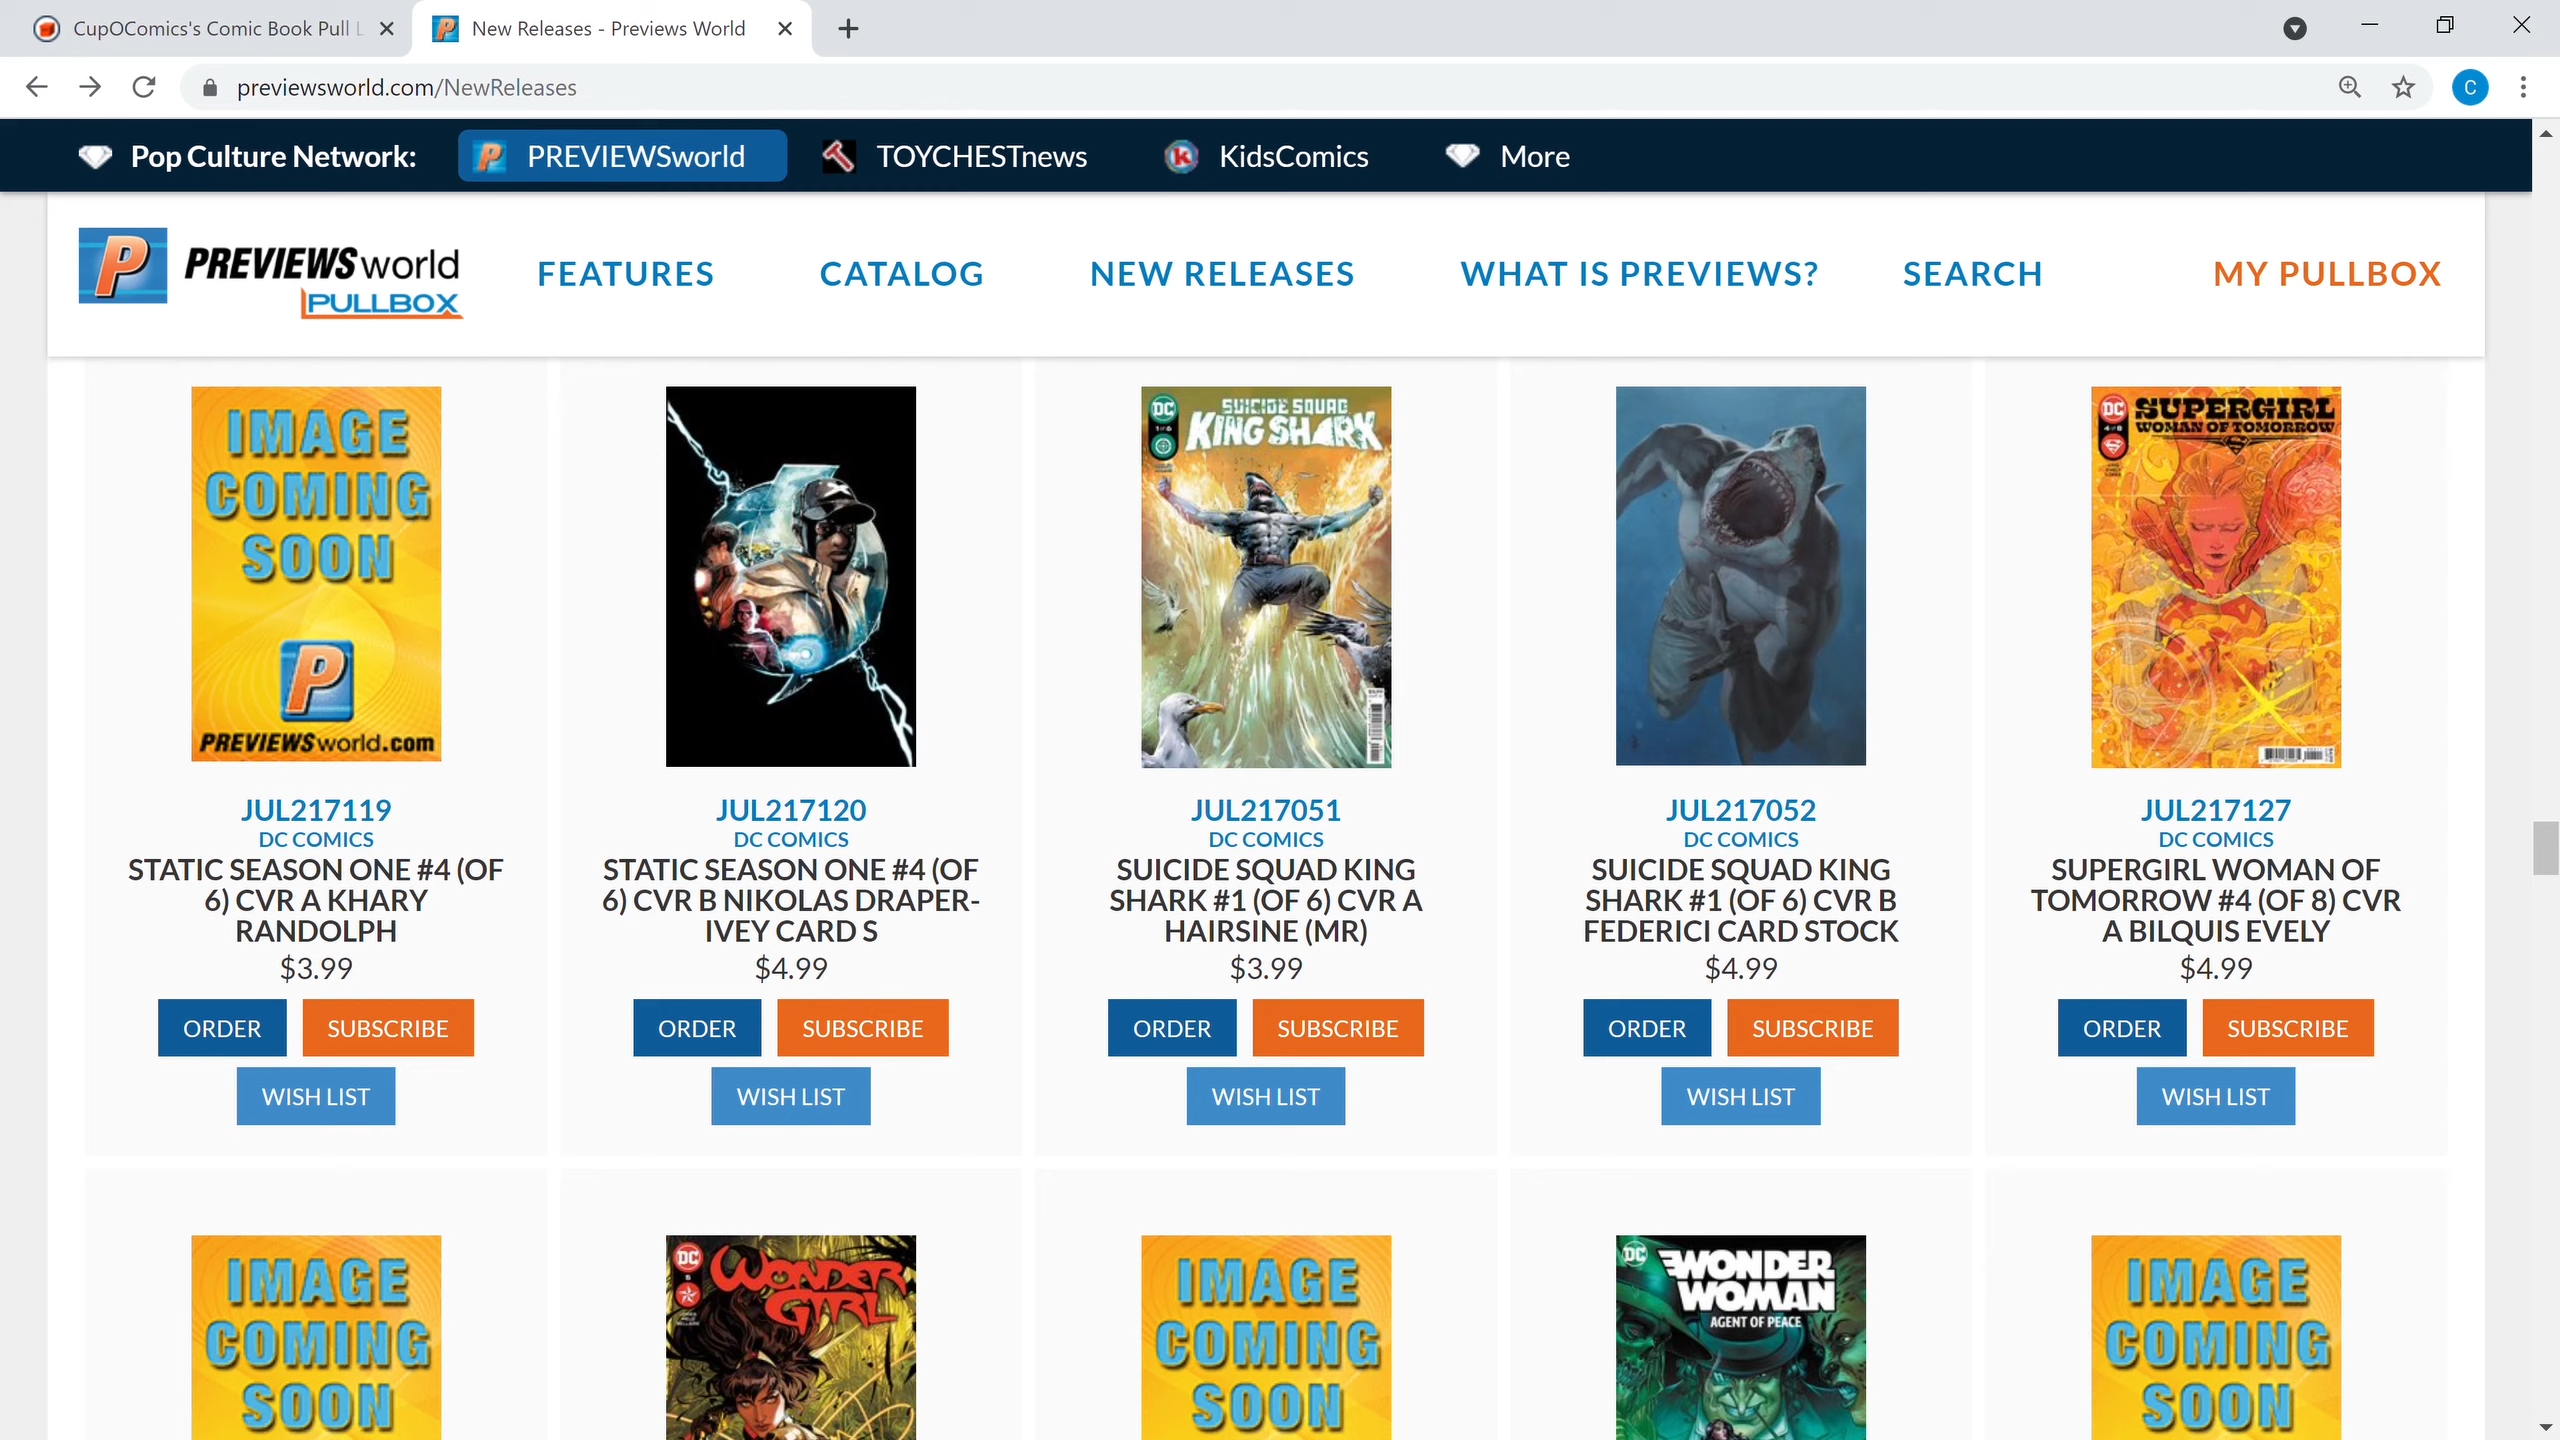 CupOComics's Comic Book Pull L
New Releases - Previews World
previewsworld.com/NewReleases
C
Pop Culture Network:
PREVIEWSworld
TOYCHESTnews
KidsComics
More
PREVIEWSworld
PULLBOX
FEATURES
CATALOG
NEW RELEASES
WHAT IS PREVIEWS?
SEARCH
MY PULLBOX
IMAGE
COMING
SOON
P
PREVIEWSworld.com
DC
SUICIDE SQUAD
KING SHARK
DC
SUPERGIRL
WOMAN OF TOMORROW
JUL217119
DC COMICS
STATIC SEASON ONE #4 (OF
6) CVR A KHARY
RANDOLPH
$3.99
ORDER
SUBSCRIBE
WISH LIST
JUL217120
DC COMICS
STATIC SEASON ONE #4 (OF
6) CVR B NIKOLAS DRAPER-
IVEY CARD S
$4.99
ORDER
SUBSCRIBE
WISH LIST
JUL217051
DC COMICS
SUICIDE SQUAD KING
SHARK #1 (OF 6) CVR A
HAIRSINE (MR)
$3.99
ORDER
SUBSCRIBE
WISH LIST
JUL217052
DC COMICS
SUICIDE SQUAD KING
SHARK #1 (OF 6) CVR B
FEDERICI CARD STOCK
$4.99
ORDER
SUBSCRIBE
WISH LIST
JUL217127
DC COMICS
SUPERGIRL WOMAN OF
TOMORROW #4 (OF 8) CVR
A BILQUIS EVELY
$4.99
ORDER
SUBSCRIBE
WISH LIST
IMAGE
COMING
SOON
DC
WONDER
GIRL
IMAGE
COMING
SOON
DC
WONDER
WOMAN
AGENT OF PEACE
IMAGE
COMING
SOON